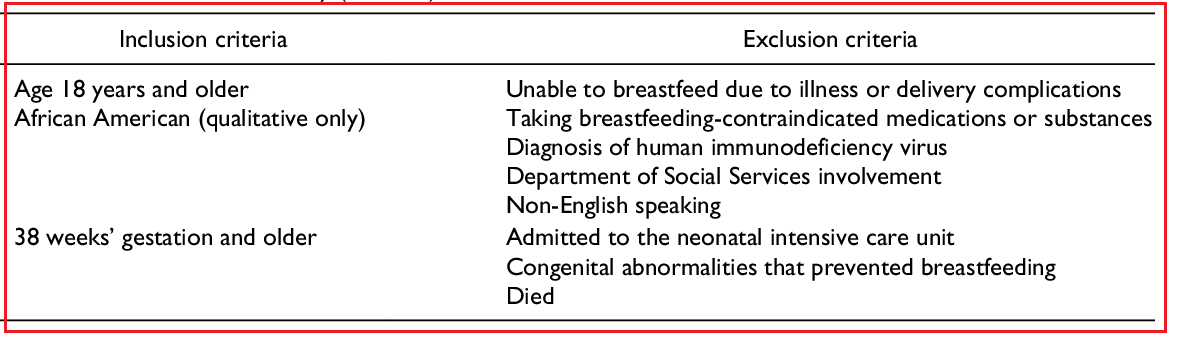 Inclusion criteria Exclusion criteria
Age 18 years and older Unable to breastfeed due to illness or delivery complications
African American (qualitative only) Taking breastfeeding-contraindicated medications or substances
Diagnosis of human immunodeficiency virus
Department of Social Services involvement
Non-English speaking
38 weeks’ gestation and older Admitted to the neonatal intensive care unit
Congenital abnormalities that prevented breastfeeding
Died